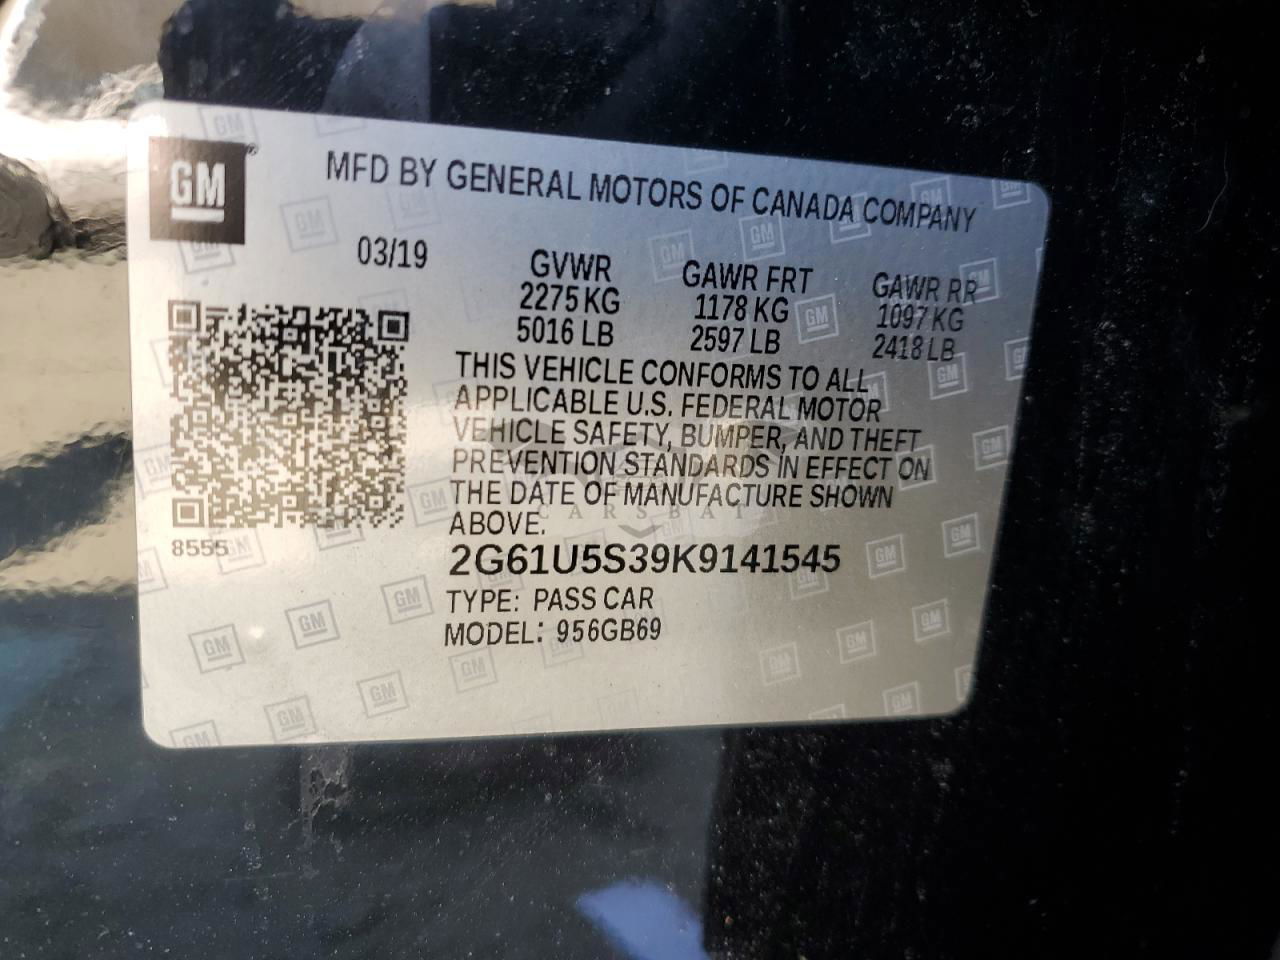 GM
MFD BY GENERAL MOTORS OF CANADA COMPANY
03/19
GVWR
2275 KG
5016 LB
GAWR FRT
1178 KG
2597 LB
GAWR RR
1097 KG
2418 LB
THIS VEHICLE CONFORMS TO ALL
APPLICABLE U.S. FEDERAL MOTOR
VEHICLE SAFETY, BUMPER, AND THEFT
PREVENTION STANDARDS IN EFFECT ON
THE DATE OF MANUFACTURE SHOWN
ABOVE.
CARSBAT
8555
2G61U5S39K9141545
TYPE: PASS CAR
MODEL: 956GB69